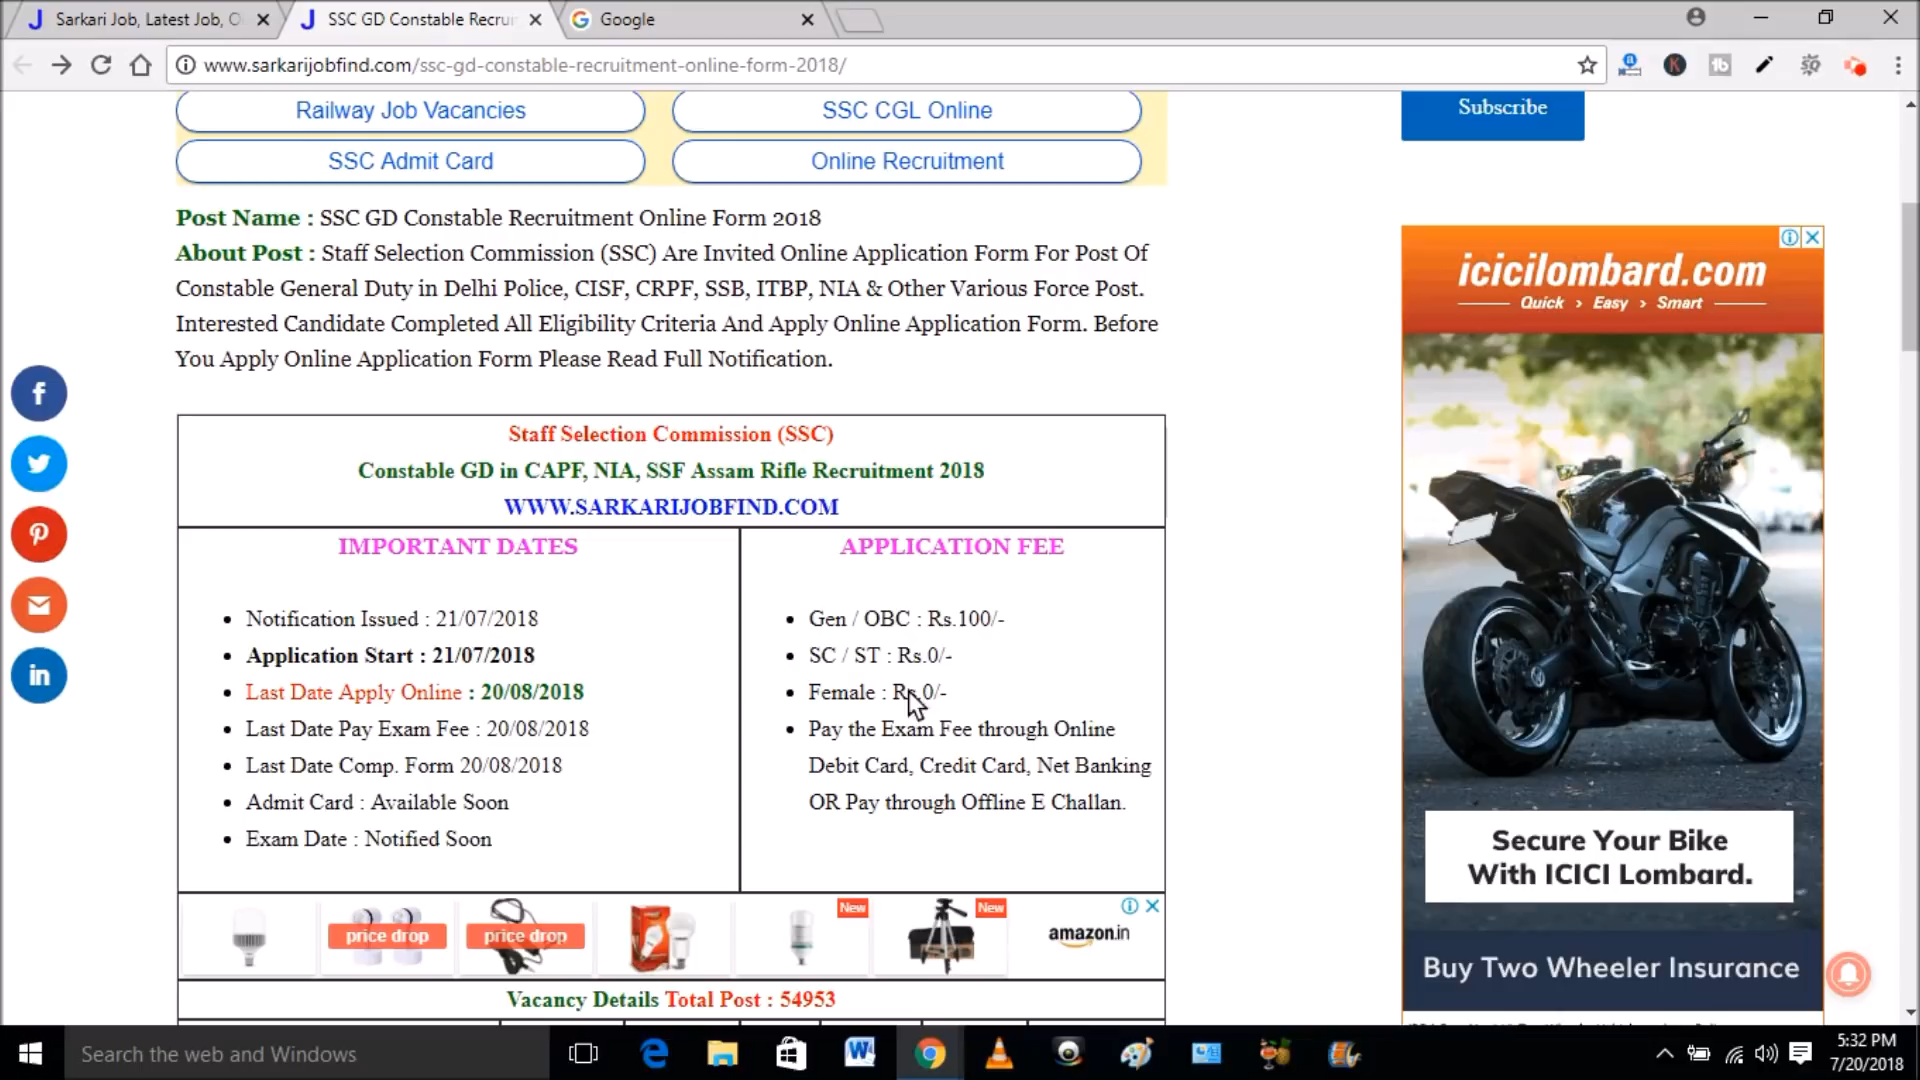 Sarkari Job, Latest Job, O
SSC GD Constable Recrui
Google
www.sarkarijobfind.com/ssc-gd-constable-recruitment-online-form-2018/
Railway Job Vacancies
SSC CGL Online
Subscribe
SSC Admit Card
Online Recruitment
Post Name : SSC GD Constable Recruitment Online Form 2018
About Post : Staff Selection Commission (SSC) Are Invited Online Application Form For Post Of
Constable General Duty in Delhi Police, CISF, CRPF, SSB, ITBP, NIA & Other Various Force Post.
Interested Candidate Completed All Eligibility Criteria And Apply Online Application Form. Before
You Apply Online Application Form Please Read Full Notification.
icicilombard.com
Quick > Easy > Smart
Staff Selection Commission (SSC)
Constable GD in CAPF, NIA, SSF Assam Rifle Recruitment 2018
WWW.SARKARIJOBFIND.COM
IMPORTANT DATES
Notification Issued : 21/07/2018
Application Start : 21/07/2018
Last Date Apply Online : 20/08/2018
Last Date Pay Exam Fee : 20/08/2018
Last Date Comp. Form 20/08/2018
Admit Card : Available Soon
Exam Date : Notified Soon
APPLICATION FEE
Gen / OBC : Rs.100/-
SC / ST : Rs.0/-
Female : Rs.0/-
Pay the Exam Fee through Online
Debit Card, Credit Card, Net Banking
OR Pay through Offline E Challan.
Secure Your Bike
With ICICI Lombard.
Buy Two Wheeler Insurance
price drop
price drop
New
New
amazon.in
Vacancy Details Total Post : 54953
Search the web and Windows
5:32 PM
7/20/2018